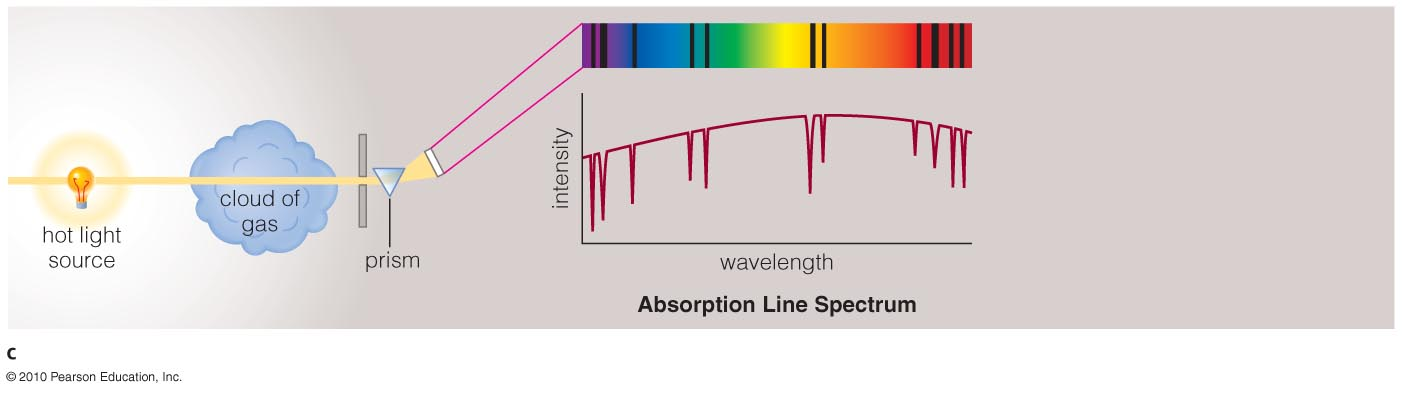 hot light
source
cloud of
gas
prism
intensity
wavelength
Absorption Line Spectrum
C
© 2010 Pearson Education, Inc.